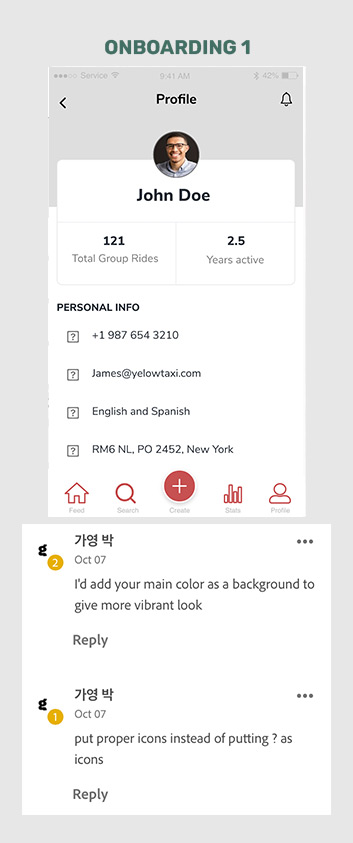 ONBOARDING 1
Service 9:41 AM 42%
Profile
John Doe
121 2.5
Total Group Rides Years active
PERSONAL INFO
? +1 987 654 3210
? James@yelowtaxi.com
? English and Spanish
? RM6 NL, PO 2452, New York
Feed Search Create Stats Profile
가영 박
g 2 Oct 07
I'd add your main color as a background to
give more vibrant look
Reply
가영 박
g 1 Oct 07
put proper icons instead of putting ? as
icons
Reply